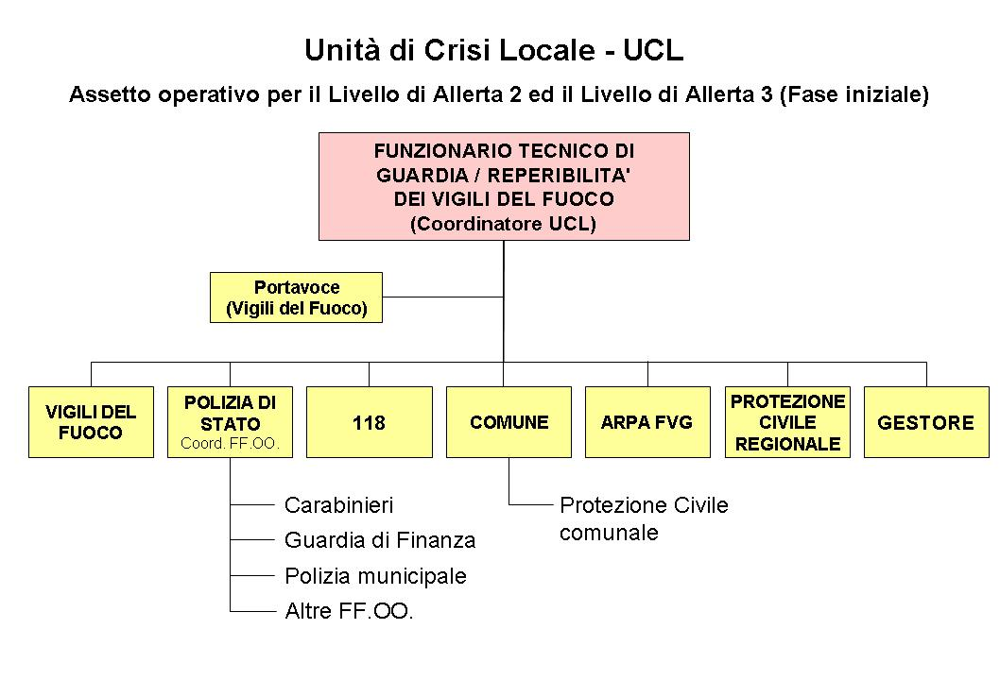 Unità di Crisi Locale - UCL
Assetto operativo per il Livello di Allerta 2 ed il Livello di Allerta 3 (Fase iniziale)
FUNZIONARIO TECNICO DI
GUARDIA / REPERIBILITA'
DEI VIGILI DEL FUOCO
(Coordinatore UCL)
Portavoce
(Vigili del Fuoco)
VIGILI DEL
FUOCO
POLIZIA DI
STATO
Coord. FF.OO.
118
COMUNE
ARPA FVG
PROTEZIONE
CIVILE
REGIONALE
GESTORE
Carabinieri
Guardia di Finanza
Polizia municipale
Altre FF.OO.
Protezione Civile
comunale